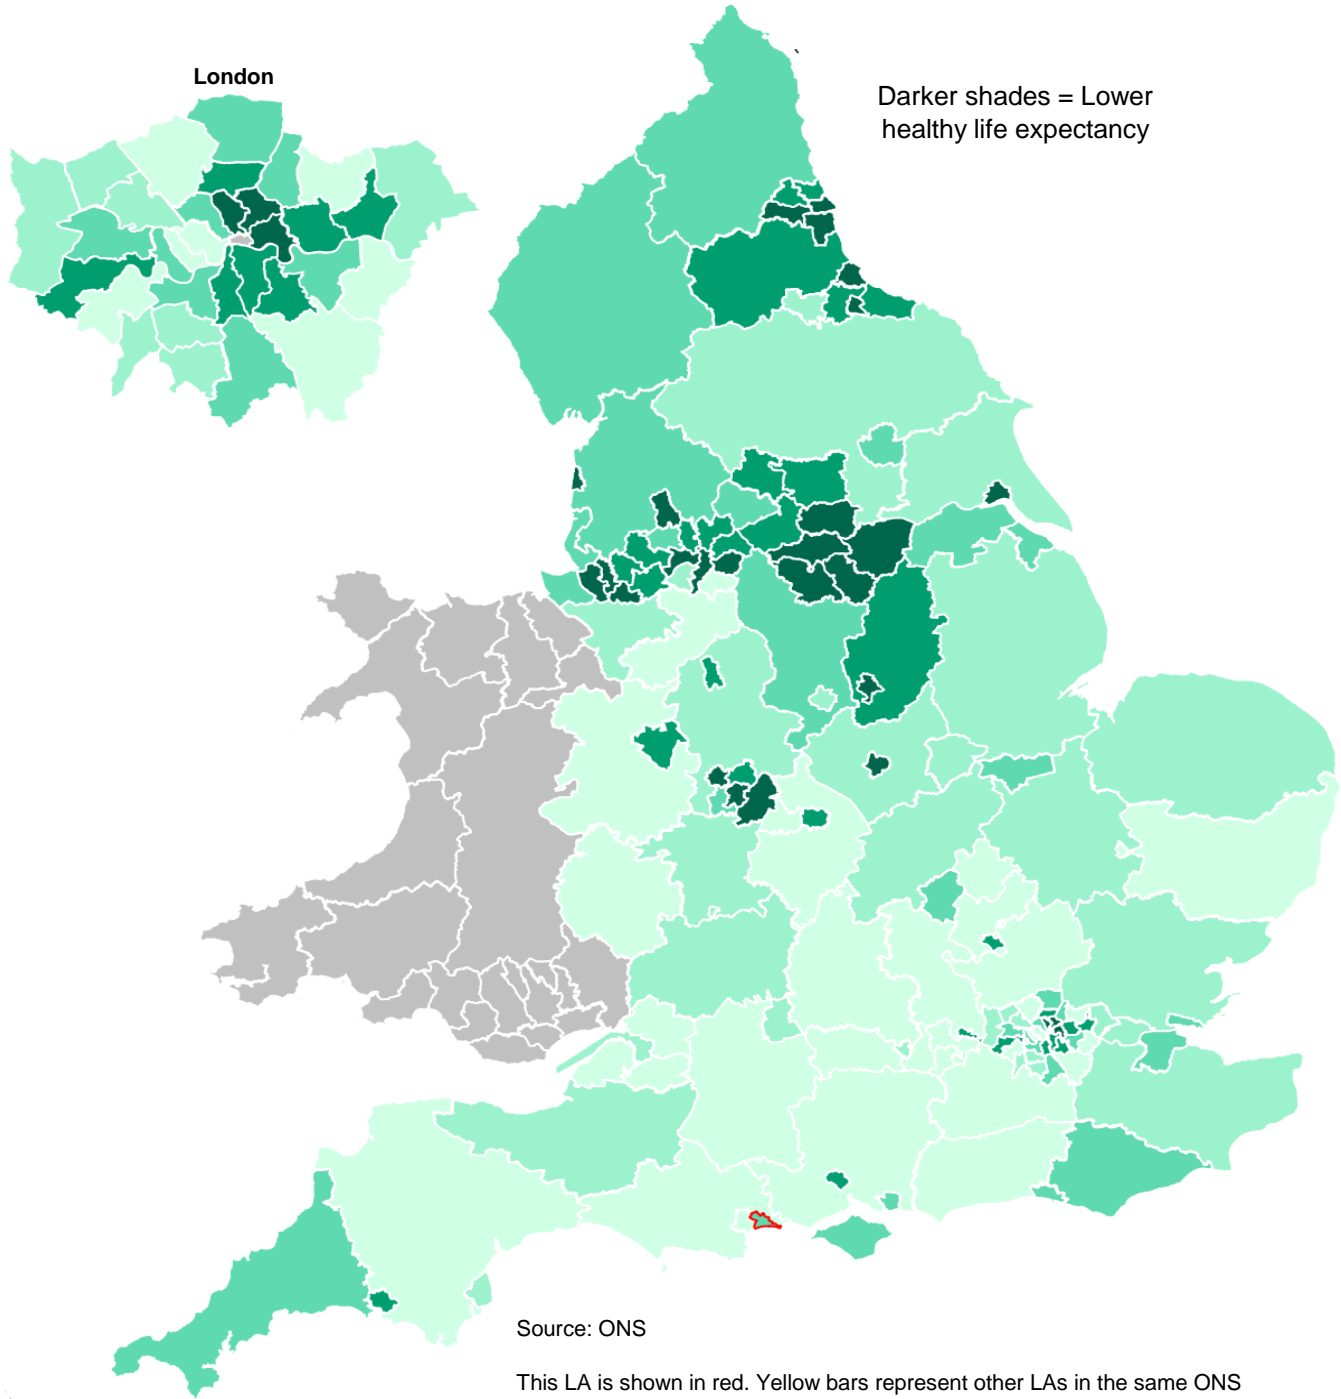 London
Darker shades = Lower
healthy life expectancy
Source: ONS
This LA is shown in red. Yellow bars represent other LAs in the same ONS